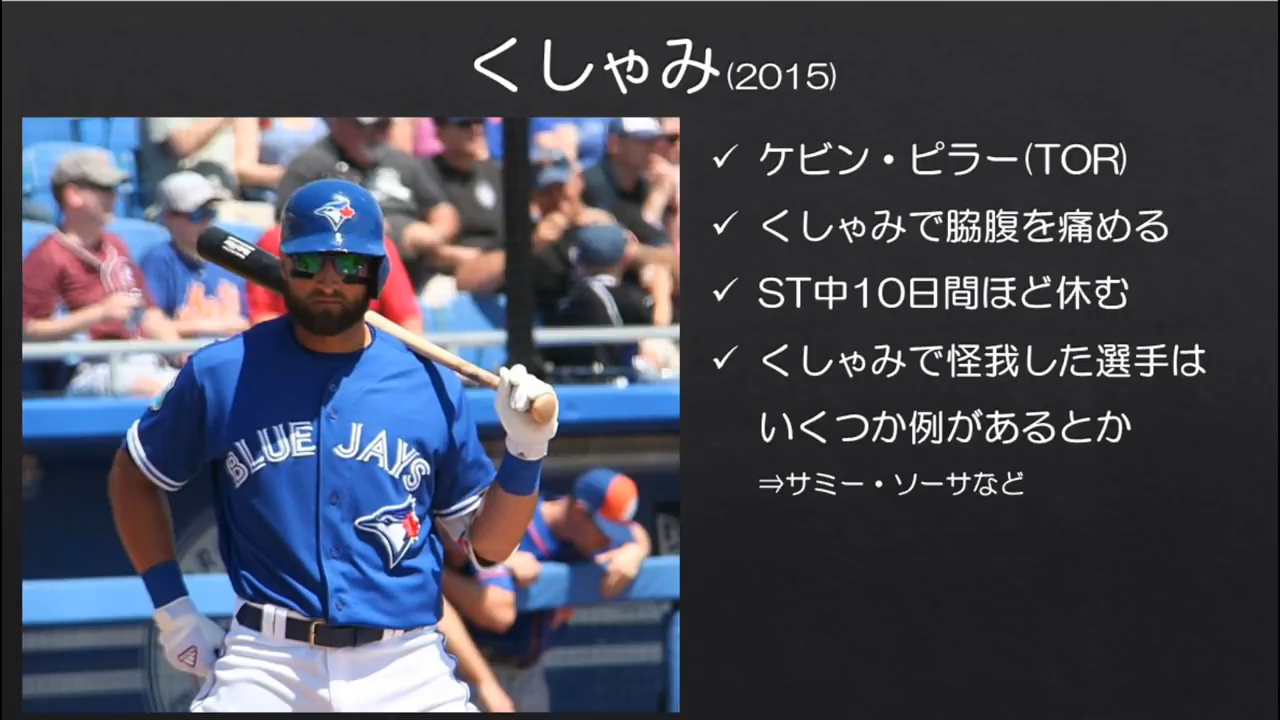 くしゃみ(2015)
✓ ケビン・ピラー(TOR)
✓ くしゃみで脇腹を痛める
✓ ST中10日間ほど休む
✓ くしゃみで怪我した選手は
いくつか例があるとか
⇒サミー・ソーサなど
BLUE JAYS